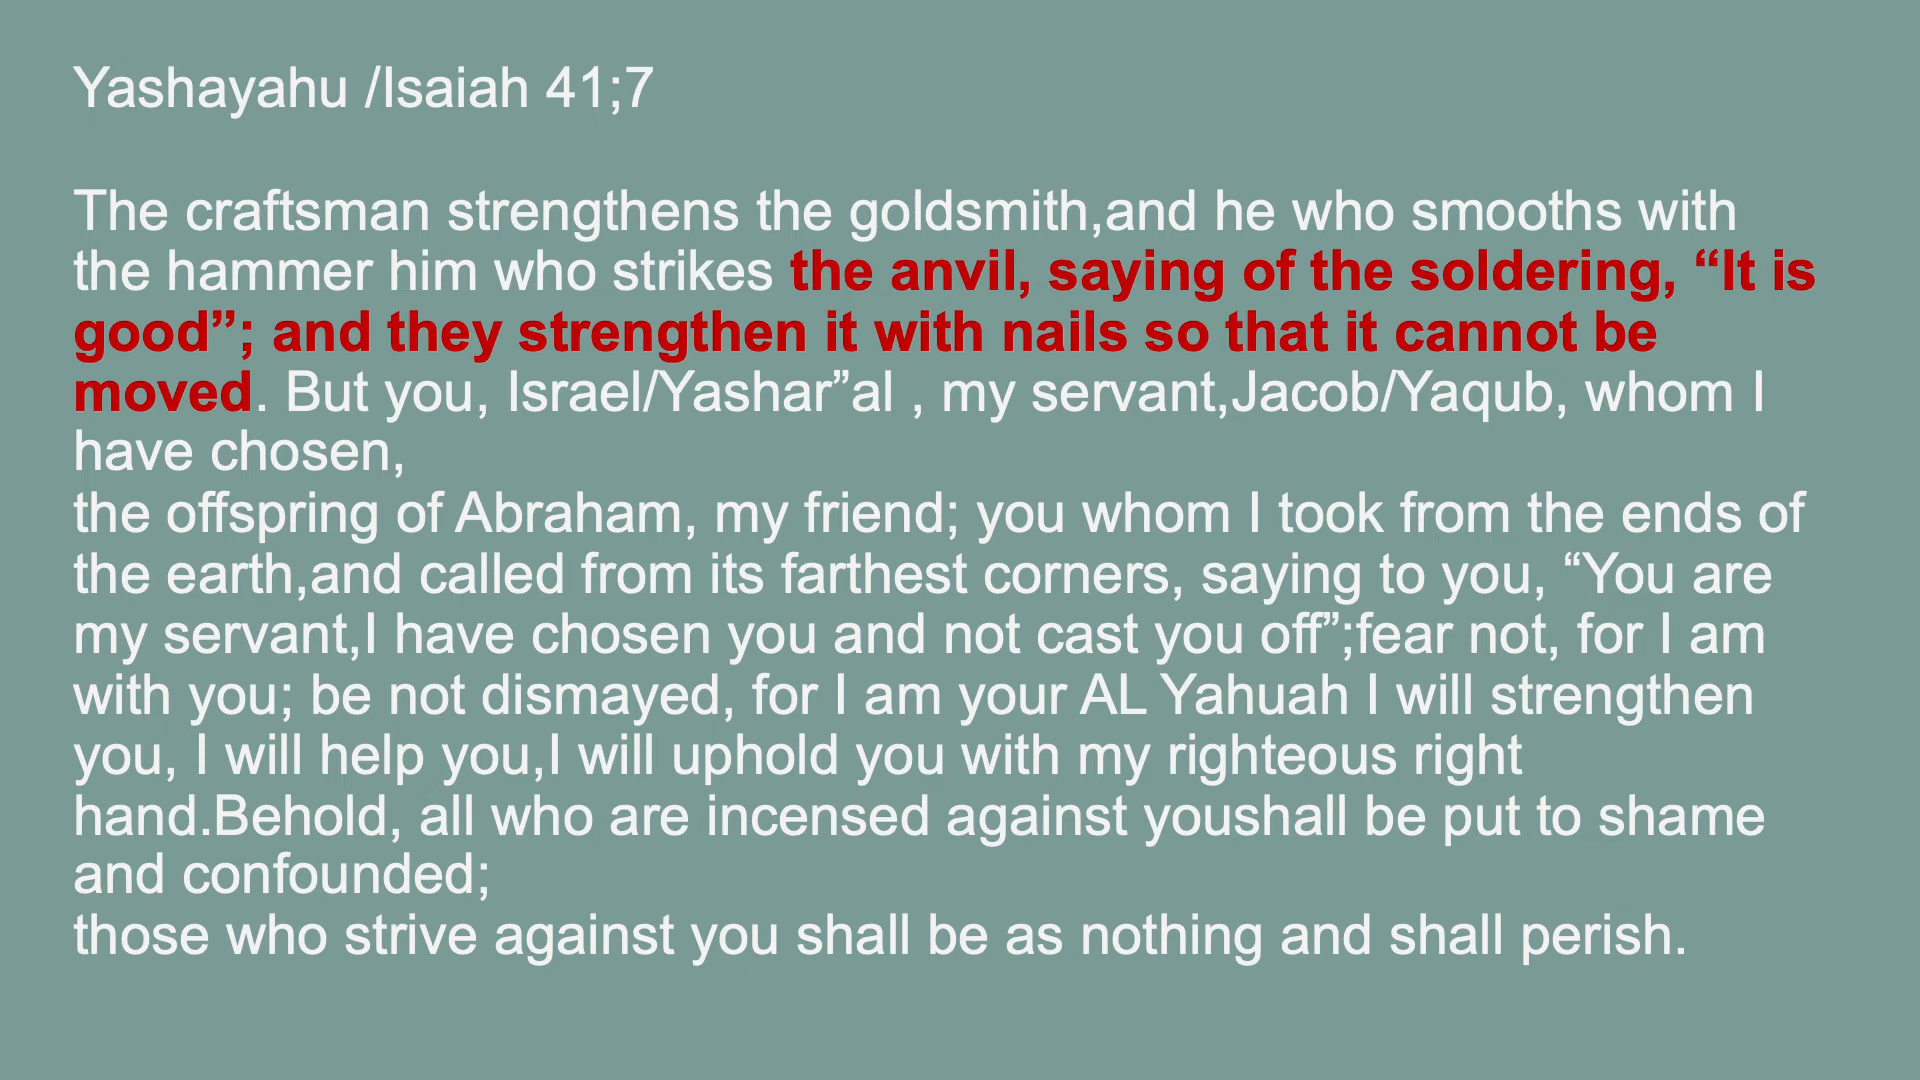 Yashayahu /Isaiah 41;7
The craftsman strengthens the goldsmith,and he who smooths with
the hammer him who strikes the anvil, saying of the soldering, “It is
good”; and they strengthen it with nails so that it cannot be
moved. But you, Israel/Yashar”al , my servant,Jacob/Yaqub, whom I
have chosen,
the offspring of Abraham, my friend; you whom I took from the ends of
the earth,and called from its farthest corners, saying to you, “You are
my servant,I have chosen you and not cast you off”;fear not, for I am
with you; be not dismayed, for I am your AL Yahuah I will strengthen
you, I will help you,I will uphold you with my righteous right
hand.Behold, all who are incensed against youshall be put to shame
and confounded;
those who strive against you shall be as nothing and shall perish.